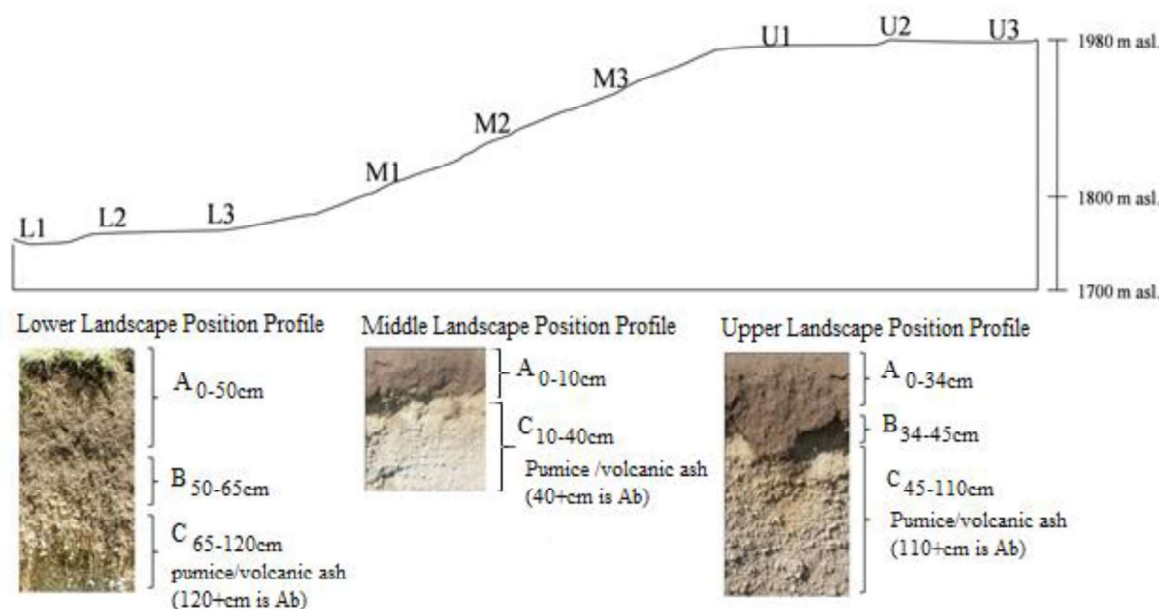 U1
U2
U3
1980 m asl.
M3
M2
M1
1800 m asl.
L1
L2
L3
1700 m asl.
Lower Landscape Position Profile
A 0-50cm
B 50-65cm
C 65-120cm
pumice/volcanic ash
(120+cm is Ab)
Middle Landscape Position Profile
A 0-10cm
C 10-40cm
Pumice /volcanic ash
(40+cm is Ab)
Upper Landscape Position Profile
A 0-34cm
B 34-45cm
C 45-110cm
Pumice/volcanic ash
(110+cm is Ab)